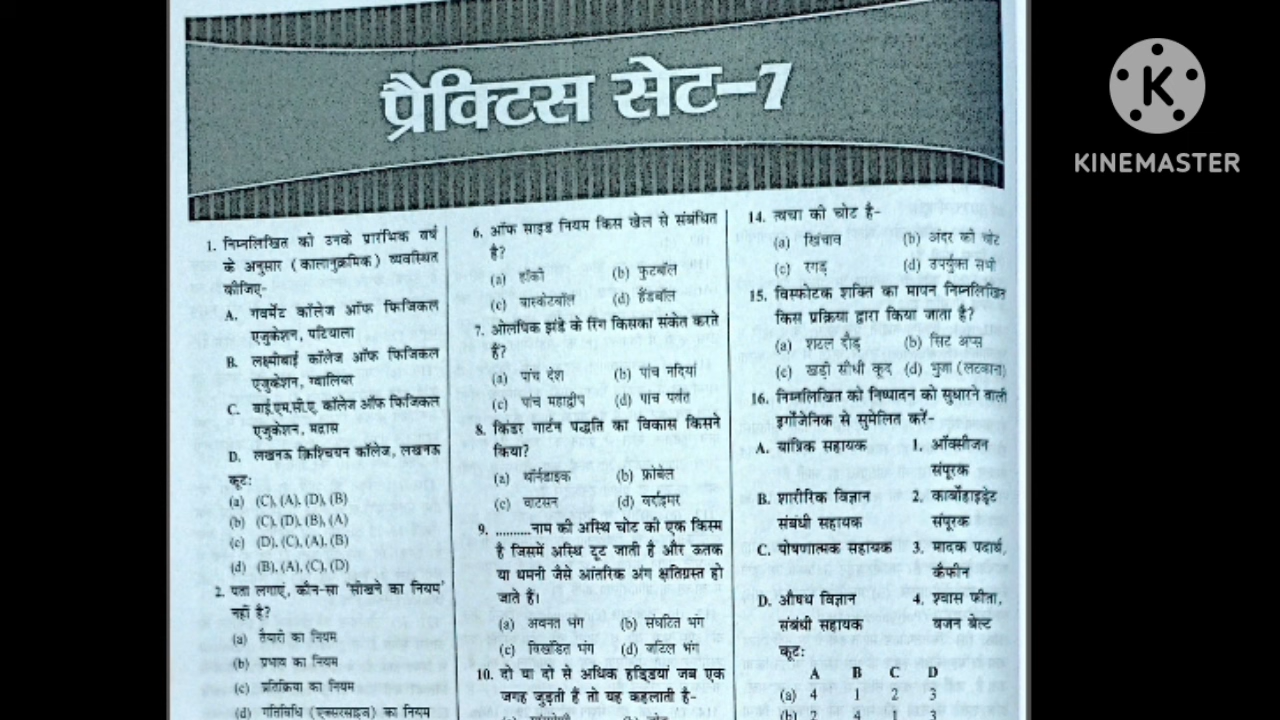 प्रैक्टिस सेट-7
KINEMASTER
1. निम्नलिखित को उनके प्रारंभिक वर्ष
के अनुसार (कालानुक्रमिक) व्यवस्थित
कीजिए-
A. गवर्मेंट कॉलेज ऑफ फिजिकल
एजुकेशन, पटियाला
B. लक्ष्मीबाई कॉलेज ऑफ फिजिकल
एजुकेशन, ग्वालियर
C. वाई.एम.सी.ए. कॉलेज ऑफ फिजिकल
एजुकेशन, मद्रास
D. लखनऊ क्रिश्चियन कॉलेज, लखनऊ
कूट:
(a) (C), (A), (D), (B)
(b) (C), (D), (B), (A)
(c) (D), (C), (A), (B)
(d) (B), (A), (C), (D)
2. पता लगाएं, कौन-सा 'सीखने का नियम'
नहीं है?
(a) तैयारी का नियम
(b) प्रभाव का नियम
(c) प्रतिक्रिया का नियम
(d) गतिविधि (एक्सरसाइज) का नियम
6. ऑफ साइड नियम किस खेल से संबंधित
है?
(a) हॉकी (b) फुटबॉल
(c) बास्केटबॉल (d) हैंडबॉल
7. ओलंपिक झंडे के रिंग किसका संकेत करते
हैं?
(a) पांच देश (b) पांच नदियां
(c) पांच महाद्वीप (d) पांच पर्वत
8. किंडर गार्टन पद्धति का विकास किसने
किया?
(a) थॉर्नडाइक (b) फ्रोबेल
(c) वाटसन (d) वर्दाइमर
9. ..........नाम की अस्थि चोट की एक किस्म
है जिसमें अस्थि टूट जाती है और ऊतक
या धमनी जैसे आंतरिक अंग क्षतिग्रस्त हो
जाते हैं।
(a) अवनत भंग (b) संघटित भंग
(c) विखंडित भंग (d) जटिल भंग
10. दो या दो से अधिक हड्डियां जब एक
जगह जुड़ती हैं तो यह कहलाती है-
14. त्वचा की चोट है-
(a) खिंचाव (b) अंदर की चोट
(c) रगड़ (d) उपर्युक्त सभी
15. विस्फोटक शक्ति का मापन निम्नलिखित
किस प्रक्रिया द्वारा किया जाता है?
(a) शटल दौड़ (b) सिट अप्स
(c) खड़ी सीधी कूद (d) भुजा (लटकाना)
16. निम्नलिखित को निष्पादन को सुधारने वाली
इर्गोजेनिक से सुमेलित करें-
A. यांत्रिक सहायक 1. ऑक्सीजन
संपूरक
B. शारीरिक विज्ञान 2. कार्बोहाइड्रेट
संबंधी सहायक संपूरक
C. पोषणात्मक सहायक 3. मादक पदार्थ,
कैफीन
D. औषध विज्ञान 4. श्वास फीता,
संबंधी सहायक वजन बेल्ट
कूट:
A B C D
(a) 4 1 2 3
(b) 2 4 1 3